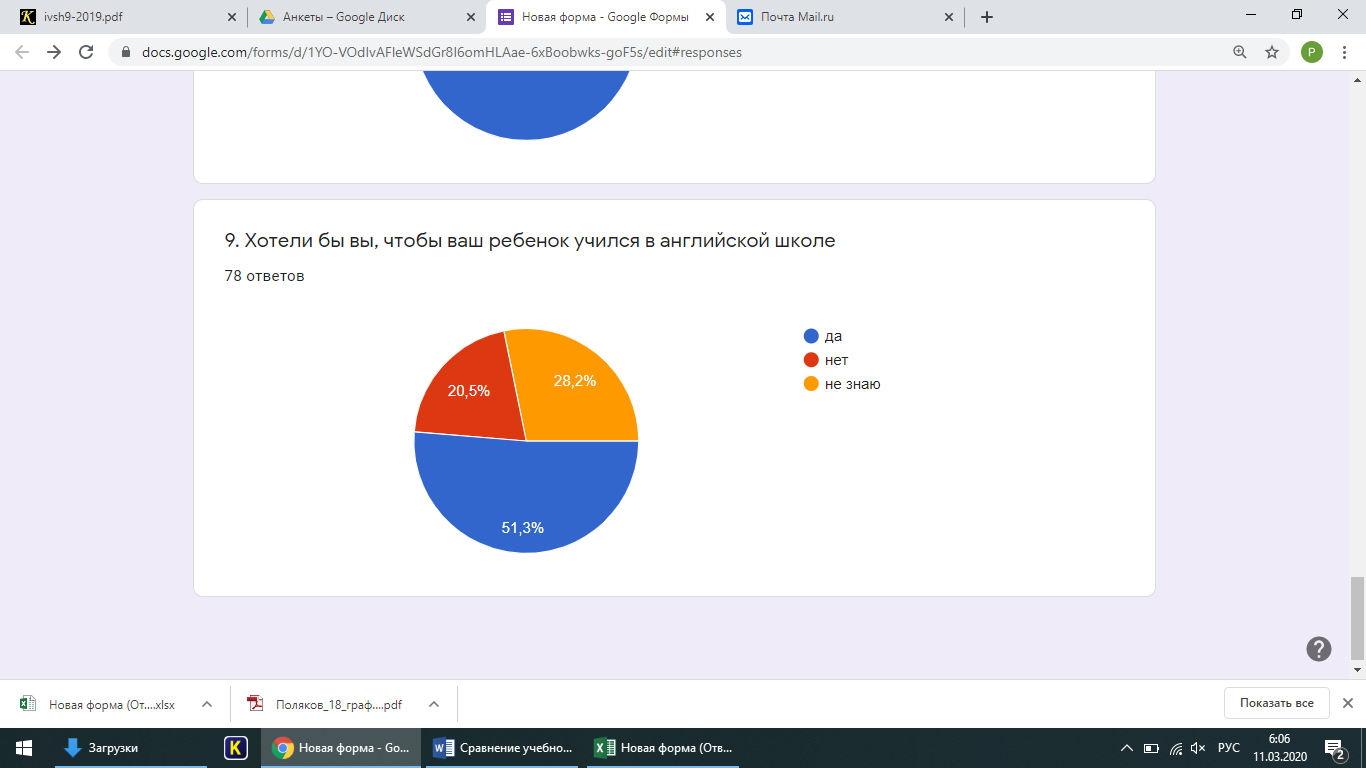 ivsh9-2019.pdf
Анкеты – Google Диск
Новая форма - Google Формы
Почта Mail.ru
docs.google.com/forms/d/1YO-VOdIvAFIeWSdGr8I6omHLAae-6xBoobwks-goF5s/edit#responses
P
9. Хотели бы вы, чтобы ваш ребенок учился в английской школе
78 ответов
да
нет
не знаю
28,2%
20,5%
51,3%
Новая форма (От....xlsx
Поляков_18_граф....pdf
Показать все
Загрузки
Новая форма - Go...
Сравнение учебно...
Новая форма (Отв...
РУС
6:06
11.03.2020
2